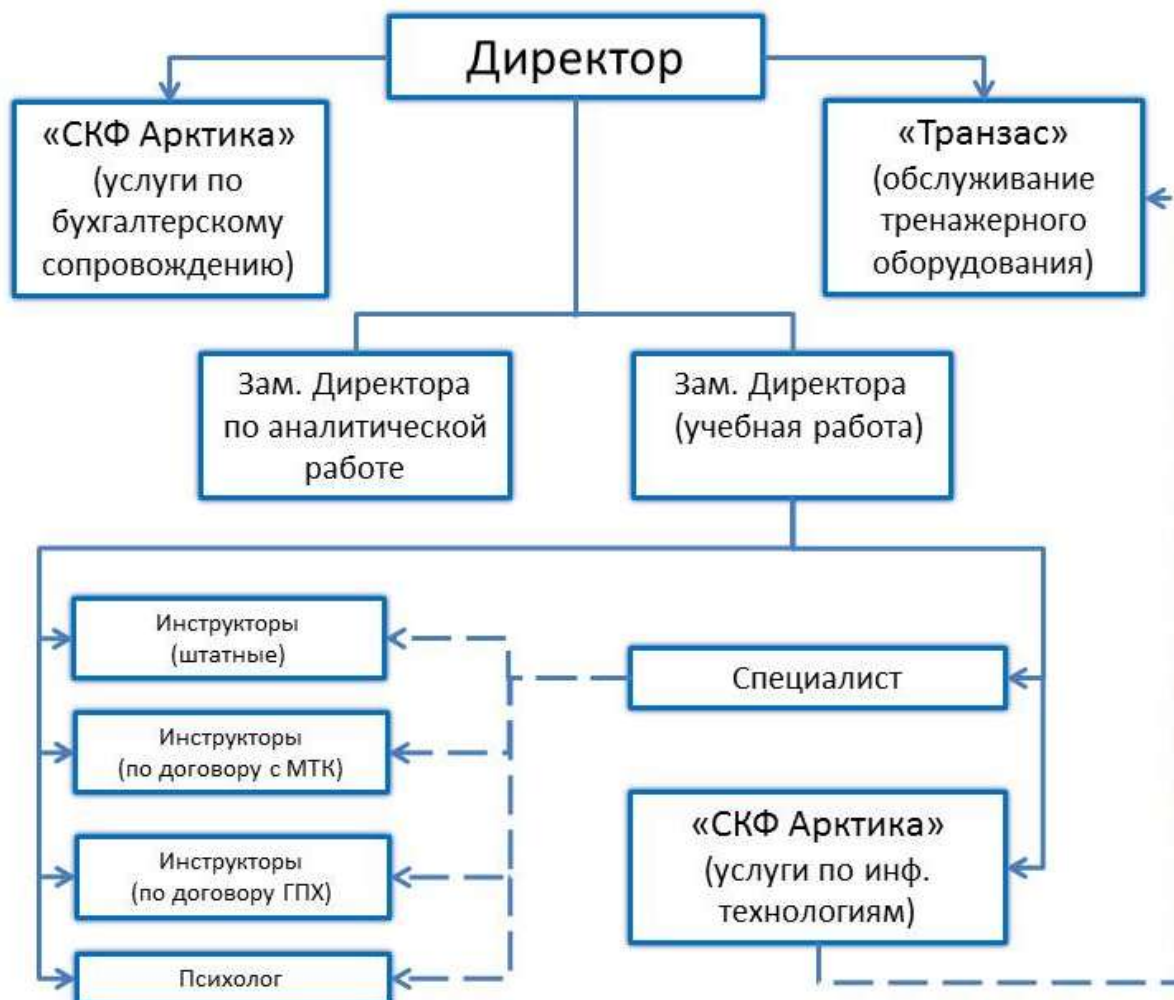 Директор
«СКФ Арктика»
(услуги по
бухгалтерскому
сопровождению)
«Транзас»
(обслуживание
тренажерного
оборудования)
Зам. Директора
по аналитической
работе
Зам. Директора
(учебная работа)
Инструкторы
(штатные)
Специалист
Инструкторы
(по договору с МТК)
«СКФ Арктика»
(услуги по инф.
технологиям)
Инструкторы
(по договору ГПХ)
Психолог